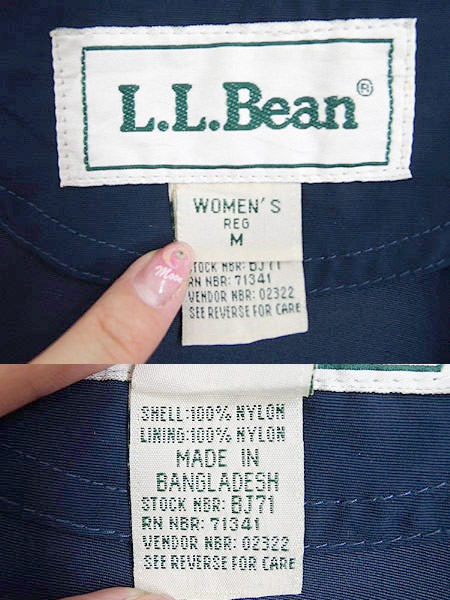 L.L.Bean®
WOMEN'S
REG
M
STOCK NBR: BJ71
RN NBR: 71341
VENDOR NBR: 02322
SEE REVERSE FOR CARE
SHELL:100% NYLON
LINING:100% NYLON
MADE IN
BANGLADESH
STOCK NBR: BJ71
RN NBR: 71341
VENDOR NBR: 02322
SEE REVERSE FOR CARE